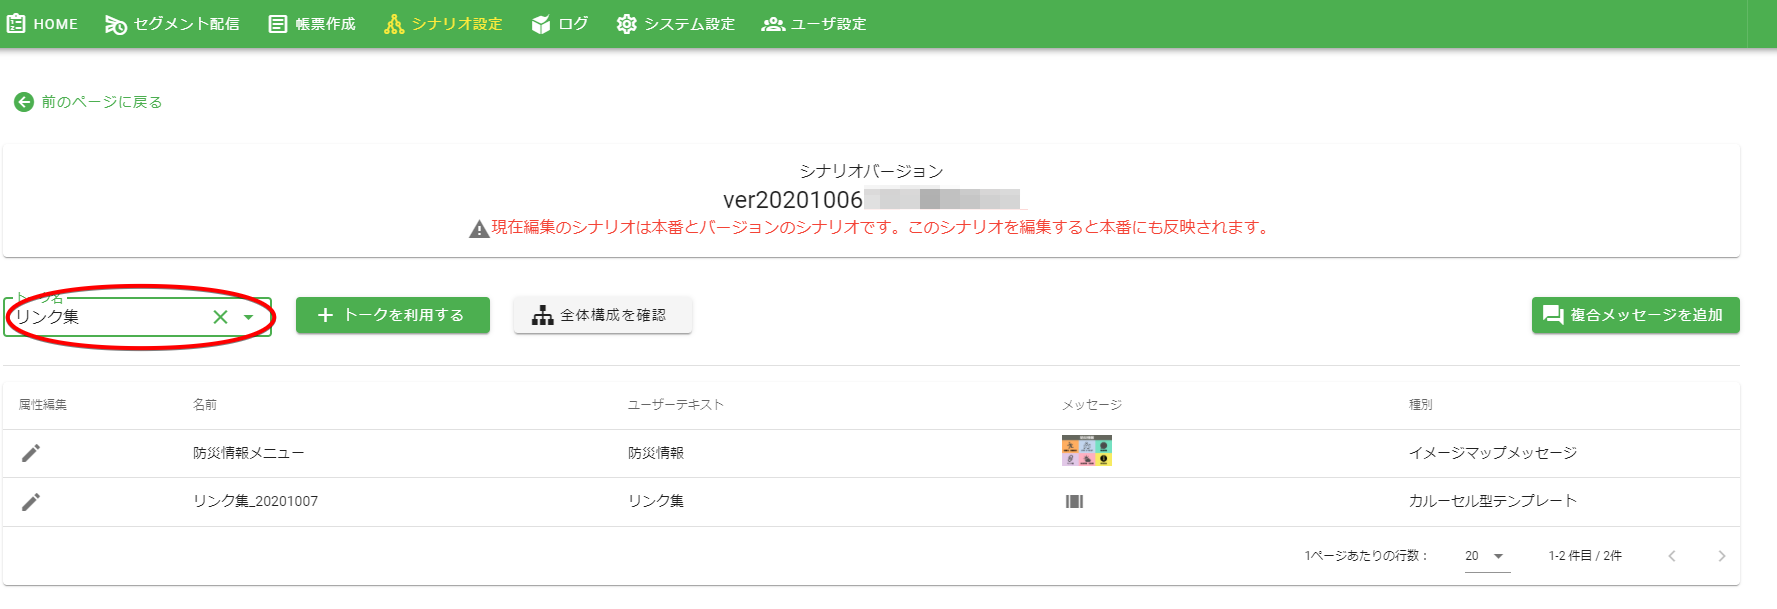 HOME セグメント配信 帳票作成 シナリオ設定 ログ システム設定 ユーザ設定
前のページに戻る
シナリオバージョン
ver20201006
現在編集のシナリオは本番とバージョンのシナリオです。このシナリオを編集すると本番にも反映されます。
トーク名
リンク集
トークを利用する
全体構成を確認
複合メッセージを追加
属性編集 名前 ユーザーテキスト メッセージ 種別
防災情報メニュー 防災情報 イメージマップメッセージ
リンク集_20201007 リンク集 カルーセル型テンプレート
1ページあたりの行数： 20 1-2 件目 / 2件